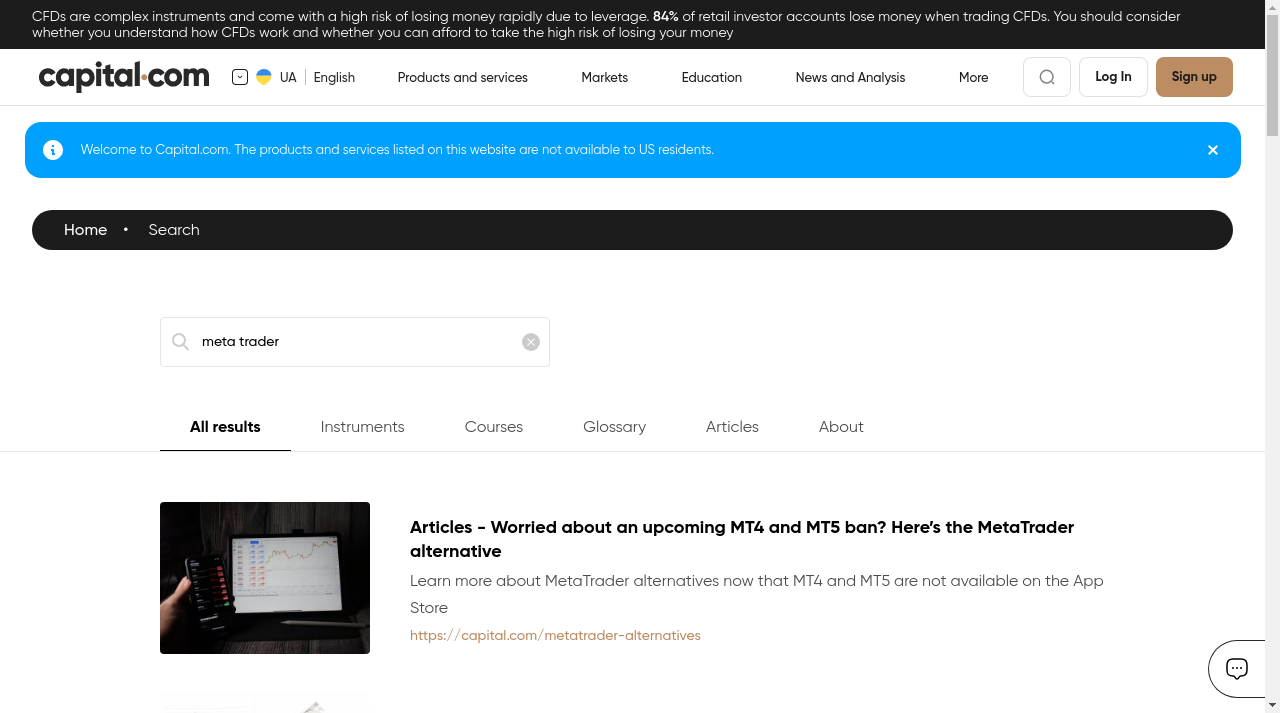 CFDs are complex instruments and come with a high risk of losing money rapidly due to leverage. 84% of retail investor accounts lose money when trading CFDs. You should consider
whether you understand how CFDs work and whether you can afford to take the high risk of losing your money
capital.com
UA
English
Products and services
Markets
Education
News and Analysis
More
Log In
Sign up
Welcome to Capital.com. The products and services listed on this website are not available to US residents.
Home • Search
meta trader
All results
Instruments
Courses
Glossary
Articles
About
Articles - Worried about an upcoming MT4 and MT5 ban? Here’s the MetaTrader
alternative
Learn more about MetaTrader alternatives now that MT4 and MT5 are not available on the App
Store
https://capital.com/metatrader-alternatives